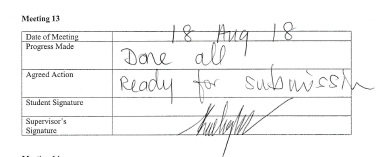 Meeting 13
Date of Meeting 18 Aug 18
Progress Made Done all
Agreed Action Ready for submissin
Student Signature
Supervisor's
Signature